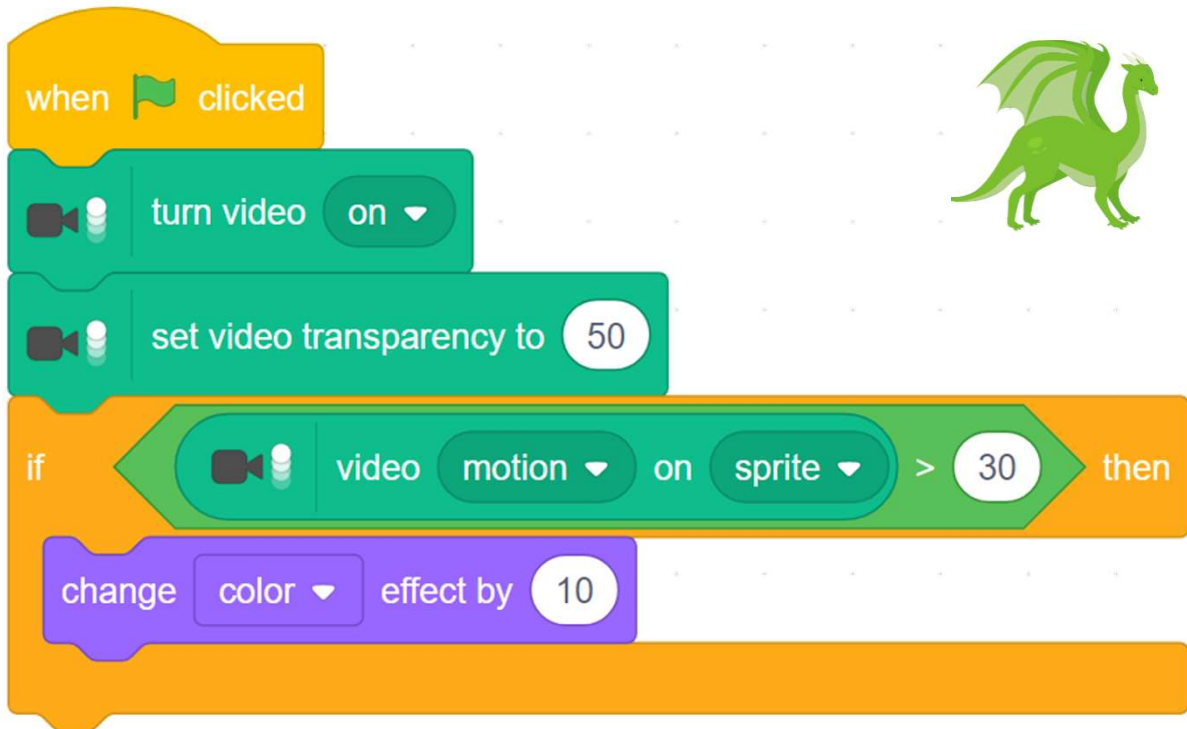 when clicked
turn video on
set video transparency to 50
if video motion on sprite > 30 then
change color effect by 10